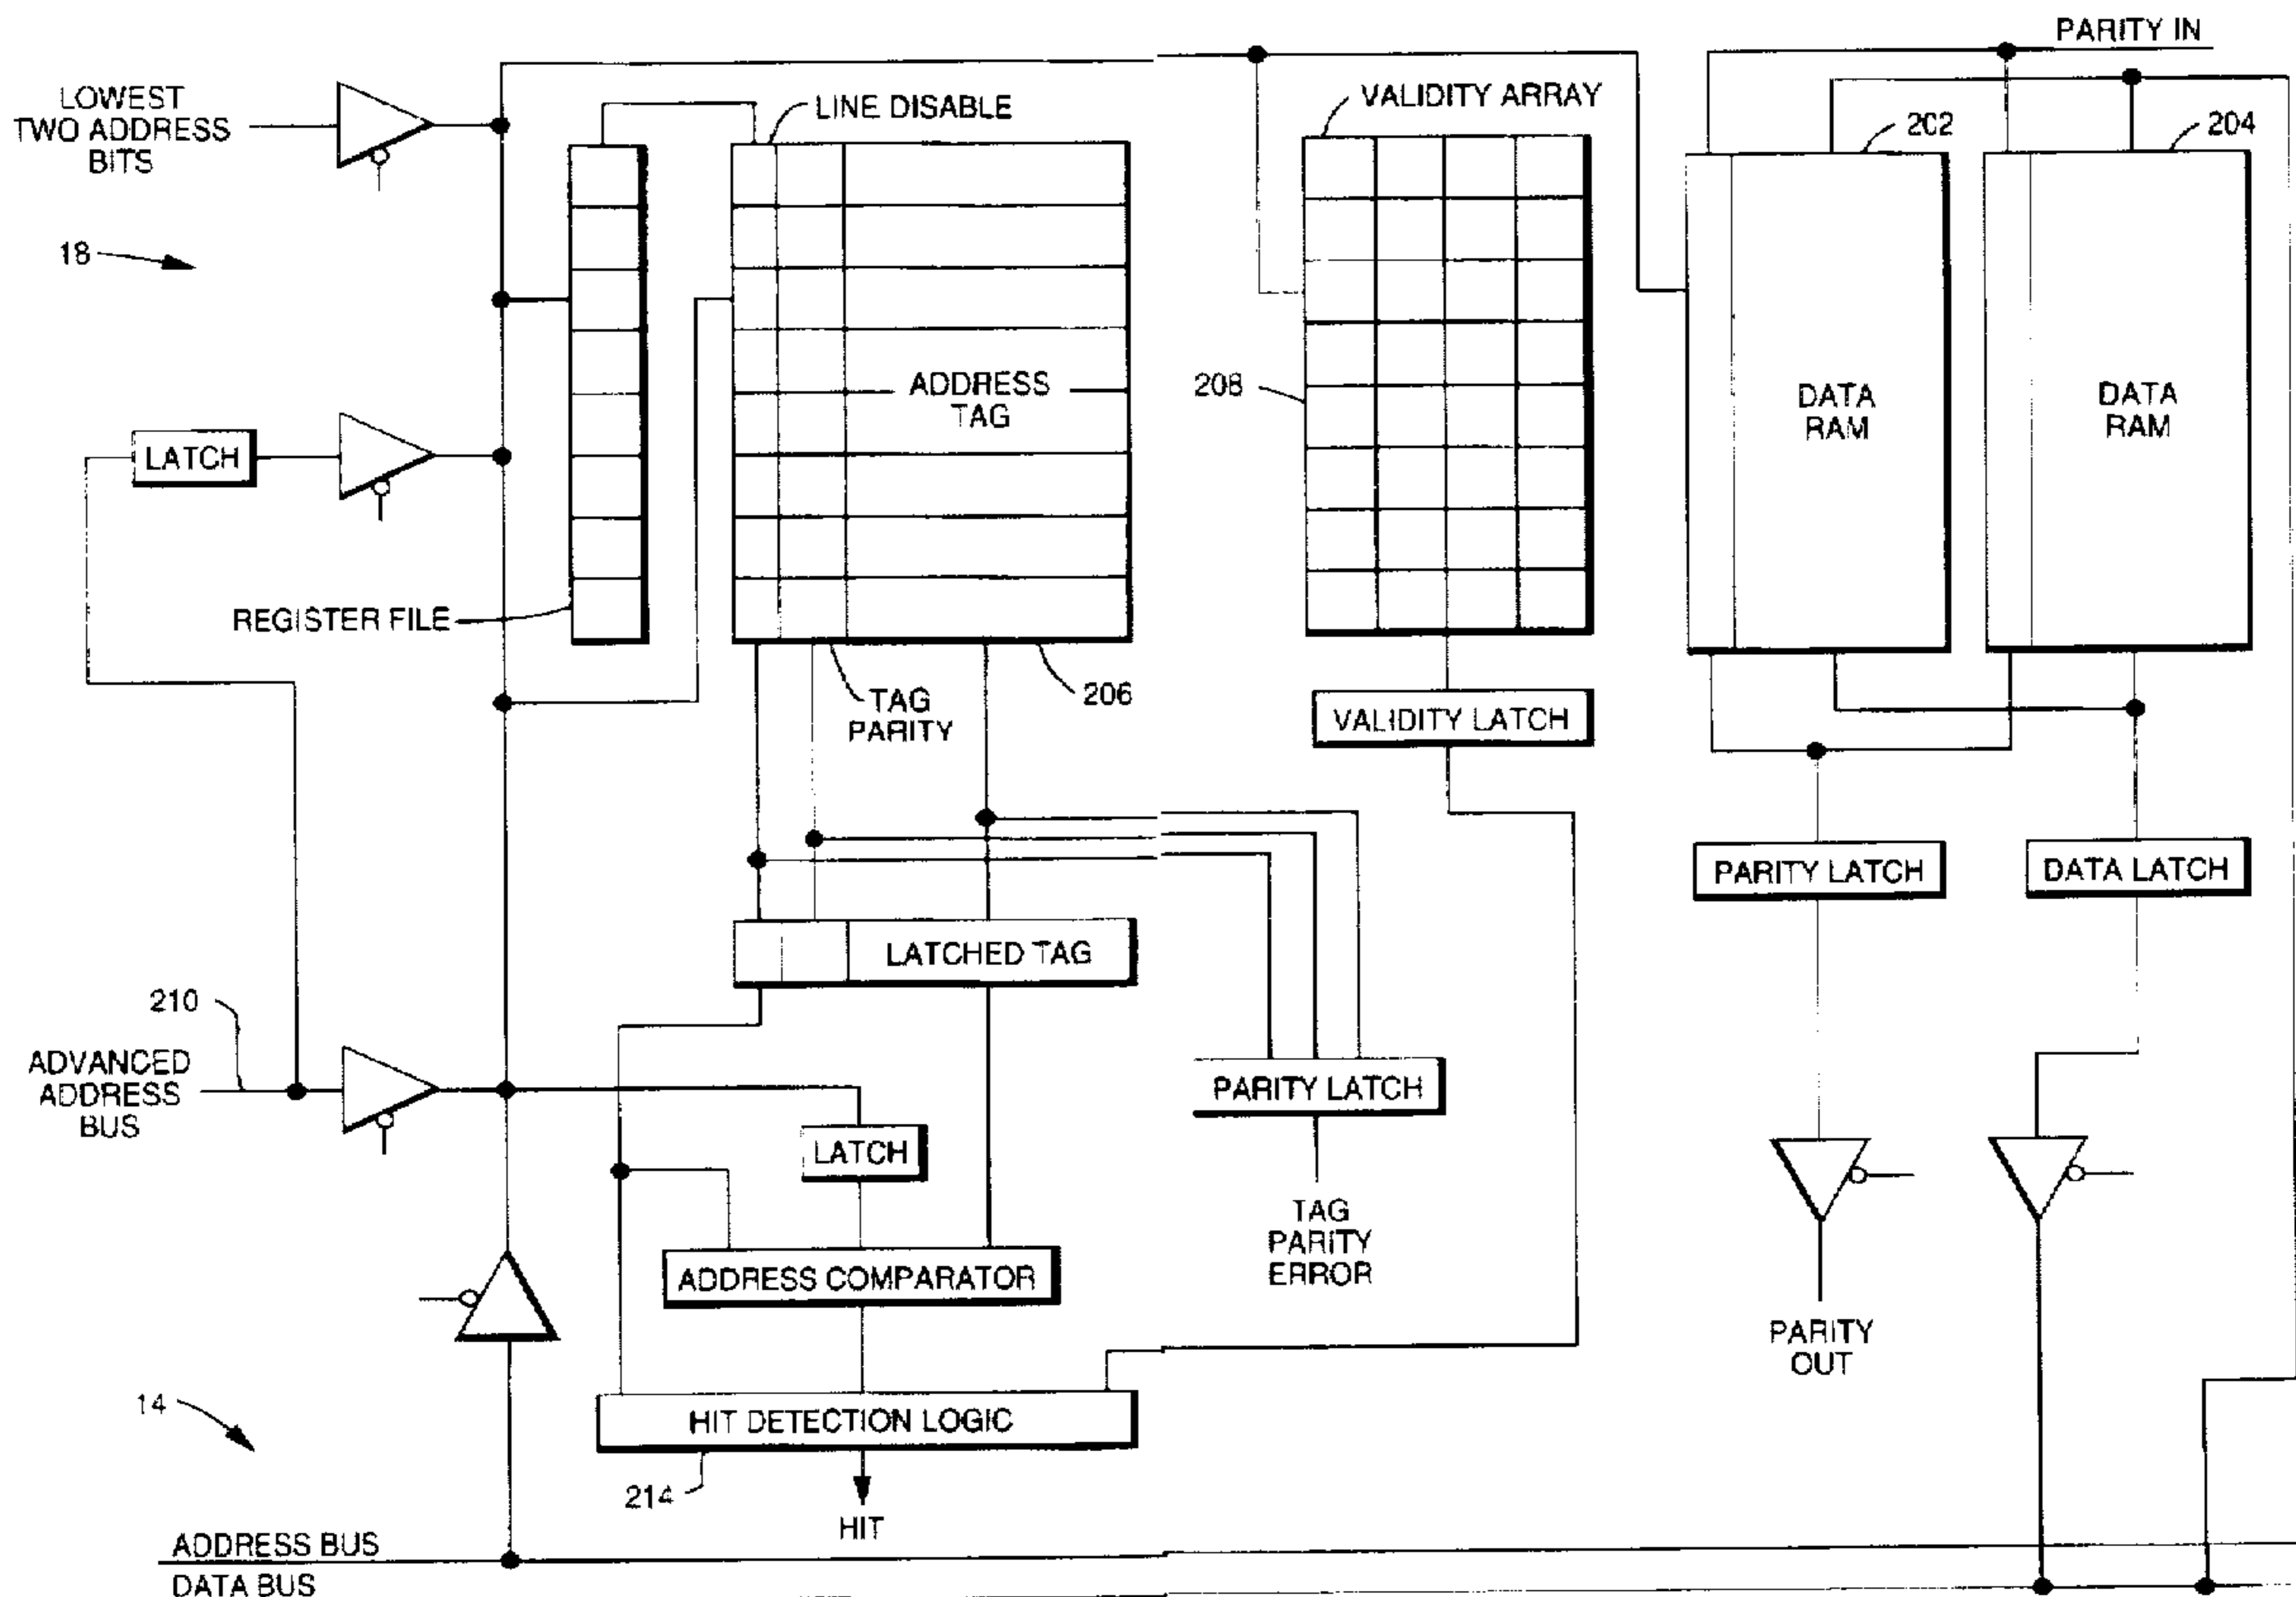 PARITY IN
LOWEST
TWO ADDRESS
BITS
LINE DISABLE
VALIDITY ARRAY
202
204
18
208
ADDRESS
TAG
DATA
RAM
DATA
RAM
LATCH
REGISTER FILE
TAG
PARITY
206
VALIDITY LATCH
PARITY LATCH
DATA LATCH
LATCHED TAG
210
ADVANCED
ADDRESS
BUS
PARITY LATCH
LATCH
TAG
PARITY
ERROR
ADDRESS COMPARATOR
PARITY
OUT
14
HIT DETECTION LOGIC
214
HIT
ADDRESS BUS
DATA BUS